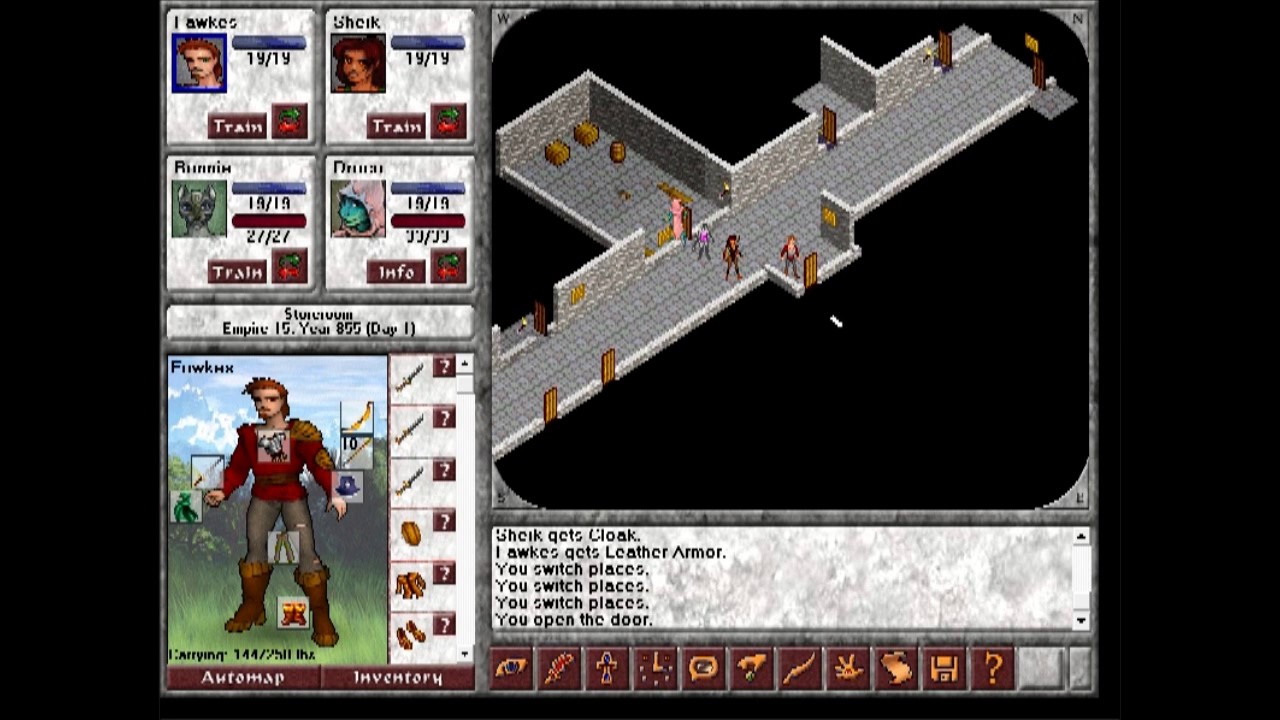 Fawkes
Sheik
19/19
19/19
Train
Train
19/19
19/19
27/27
33/33
Train
Info
Storeroom
Empire 15, Year 855 (Day 1)
W
N
Fawkes
10
?
?
?
?
?
?
Carrying: 144/250 lbs
Automap
Inventory
S
E
Sheik gets Cloak.
Fawkes gets Leather Armor.
You switch places.
You switch places.
You switch places.
You open the door.
?